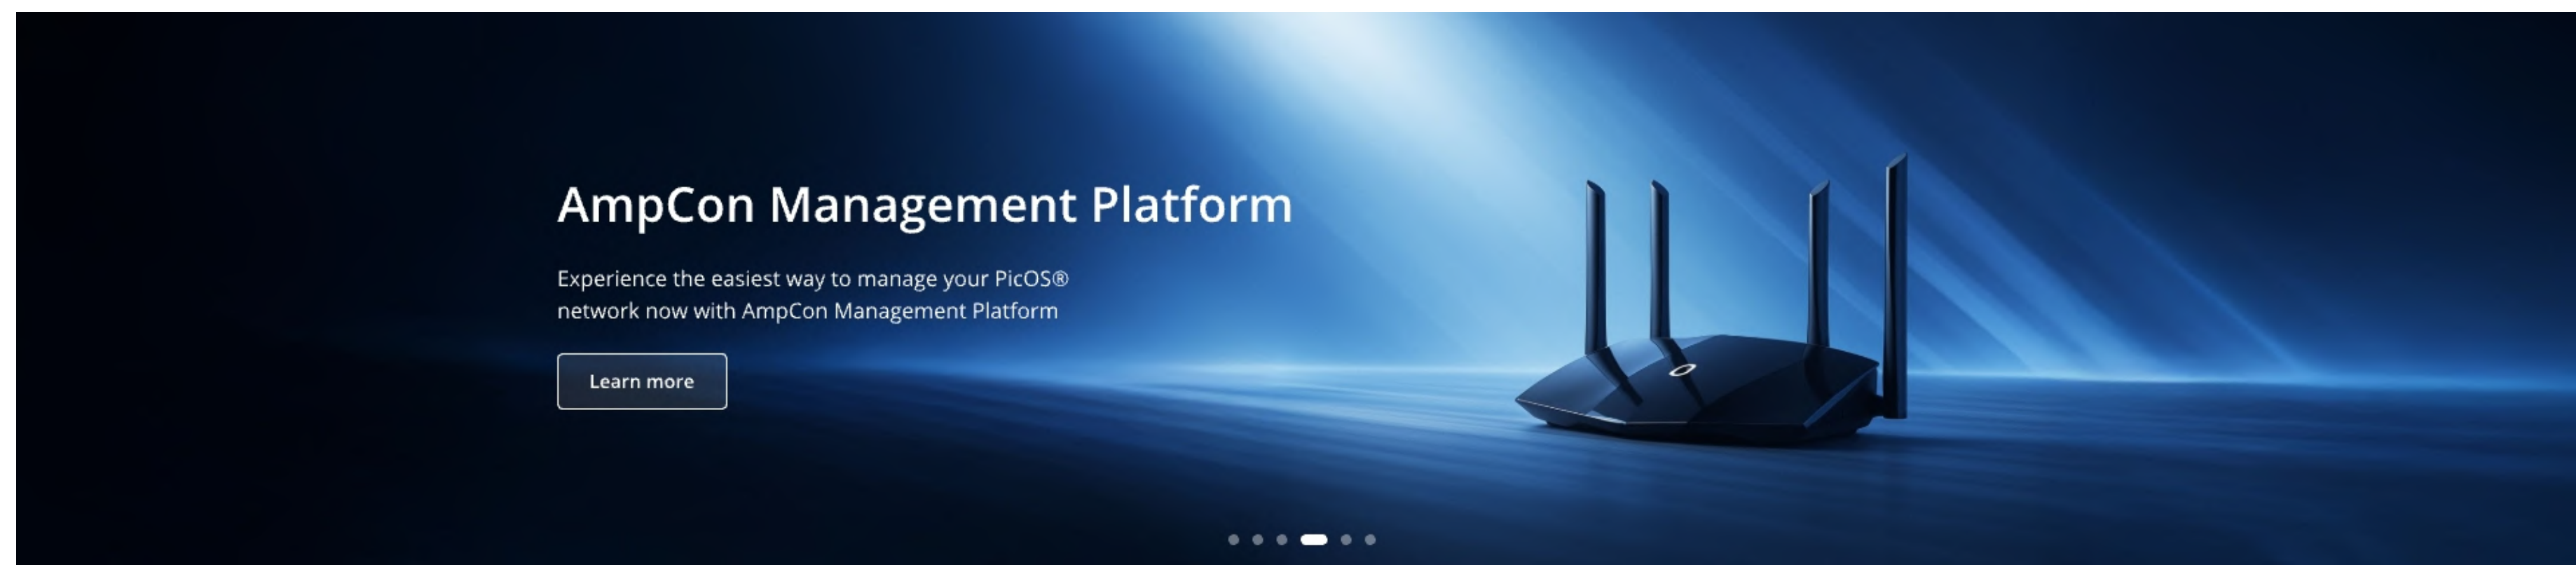 AmpCon Management Platform
Experience the easiest way to manage your PicOS®
network now with AmpCon Management Platform
Learn more